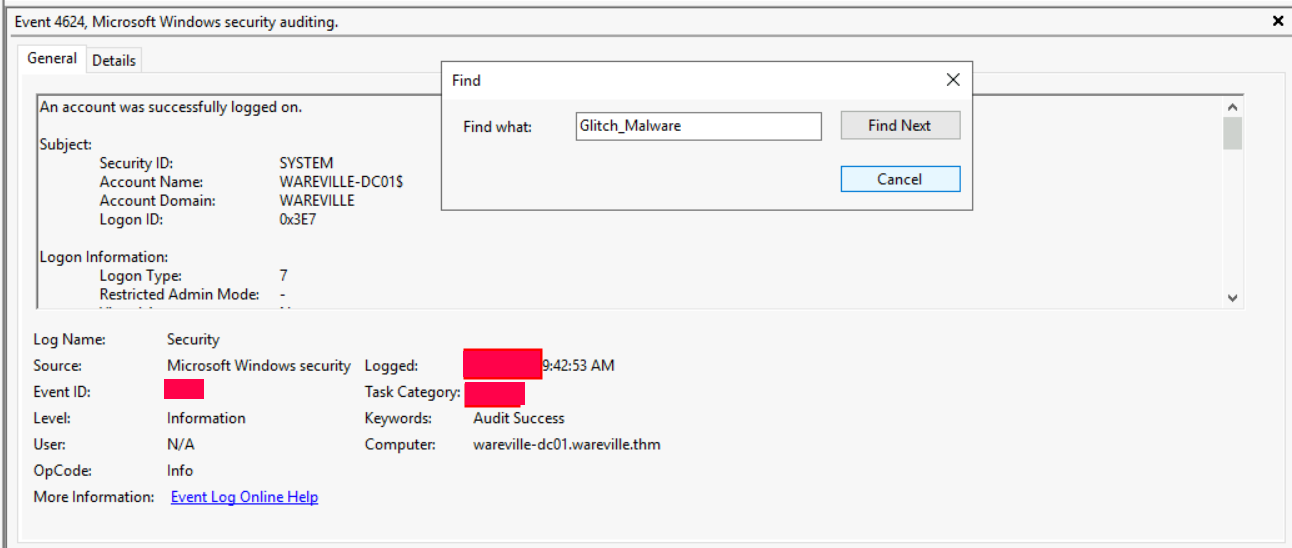 Event 4624, Microsoft Windows security auditing.
General Details
Find
Find what: Glitch_Malware Find Next
Cancel
An account was successfully logged on.
Subject:
Security ID: SYSTEM
Account Name: WAREVILLE-DC01$
Account Domain: WAREVILLE
Logon ID: 0x3E7
Logon Information:
Logon Type: 7
Restricted Admin Mode: -
Log Name: Security
Source: Microsoft Windows security Logged: 9:42:53 AM
Event ID: Task Category:
Level: Information Keywords: Audit Success
User: N/A Computer: wareville-dc01.wareville.thm
OpCode: Info
More Information: Event Log Online Help